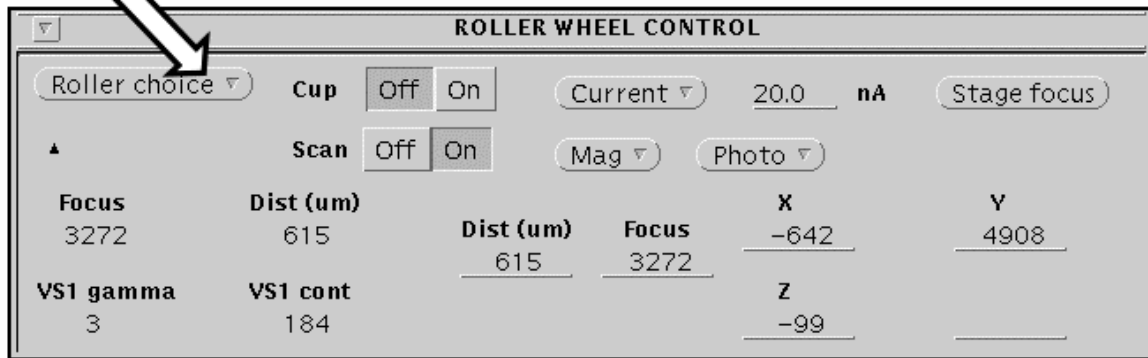 ROLLER WHEEL CONTROL
Roller choice Cup Off On Current 20.0 nA Stage focus
Scan Off On Mag Photo
Focus Dist (um) X Y
3272 615 Dist (um) Focus -642 4908
615 3272
VS1 gamma VS1 cont Z
3 184 -99